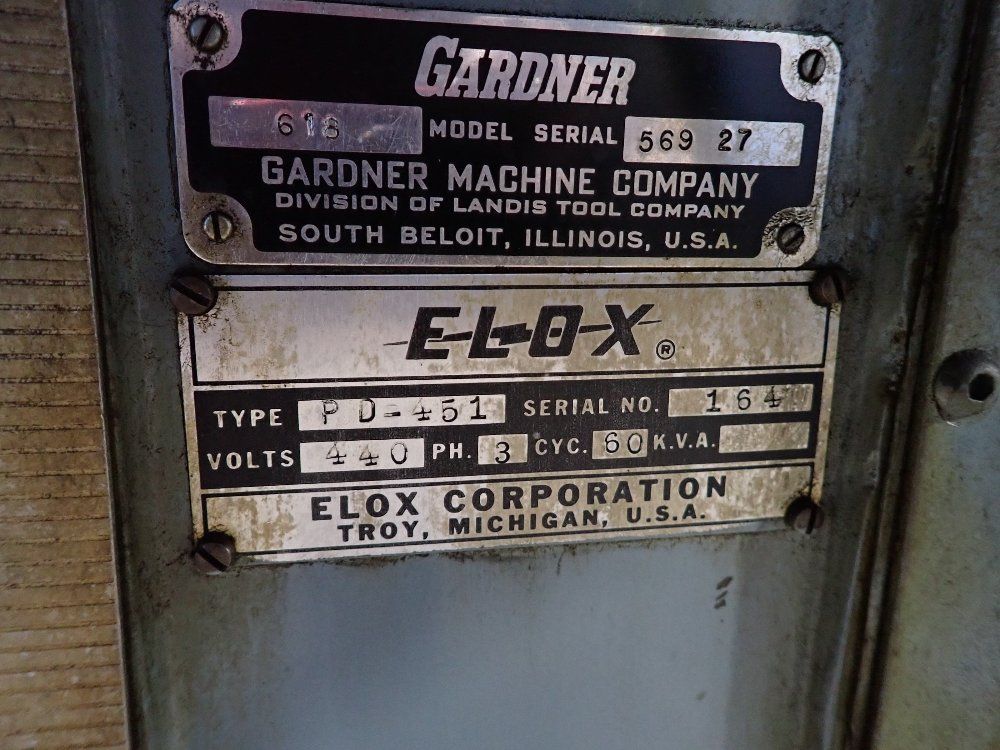 GARDNER
618 MODEL SERIAL 569 27
GARDNER MACHINE COMPANY
DIVISION OF LANDIS TOOL COMPANY
SOUTH BELOIT, ILLINOIS, U.S.A.
ELOX ®
TYPE PD-451 SERIAL NO. 164
VOLTS 440 PH. 3 CYC. 60 K.V.A.
ELOX CORPORATION
TROY, MICHIGAN, U.S.A.